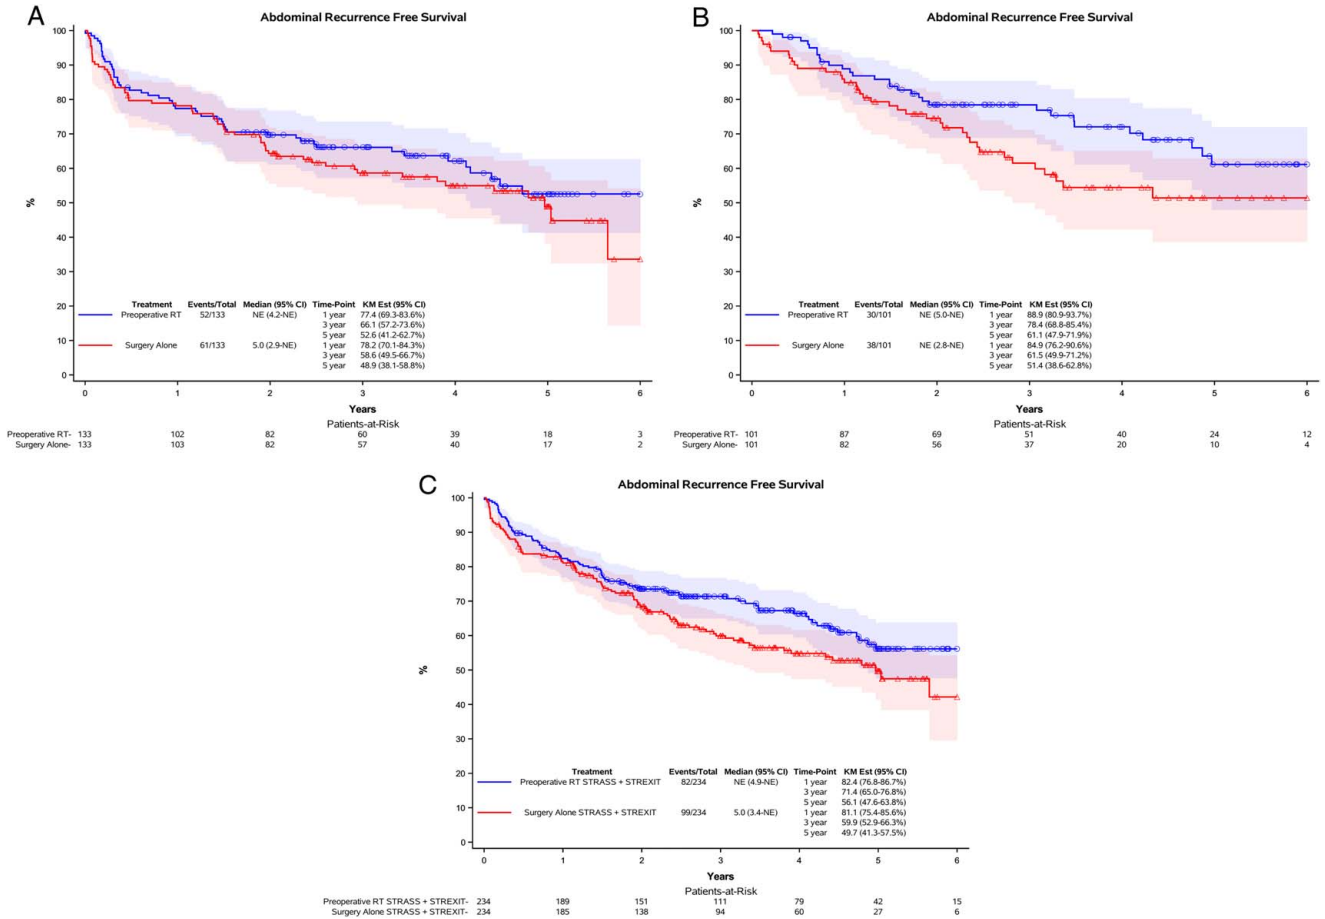 A
Abdominal Recurrence Free Survival
100
90
80
70
60
50
40
30
20
10
0
%
Treatment Events/Total Median (95% CI) Time-Point KM Est (95% CI)
Preoperative RT 52/133 NE (4.2-NE) 1 year 77.4 (69.3-83.6%)
3 year 66.1 (57.2-73.6%)
5 year 52.6 (41.2-62.7%)
Surgery Alone 61/133 5.0 (2.9-NE) 1 year 78.2 (70.1-84.3%)
3 year 58.6 (49.5-66.7%)
5 year 48.9 (38.1-58.8%)
0 1 2 3 4 5 6
Years
Patients-at-Risk
Preoperative RT- 133 102 82 60 39 18 3
Surgery Alone- 133 103 82 57 40 17 2
B
Abdominal Recurrence Free Survival
100
90
80
70
60
50
40
30
20
10
0
%
Treatment Events/Total Median (95% CI) Time-Point KM Est (95% CI)
Preoperative RT 30/101 NE (5.0-NE) 1 year 88.9 (80.9-93.7%)
3 year 78.4 (68.8-85.4%)
5 year 61.1 (47.9-71.9%)
Surgery Alone 38/101 NE (2.8-NE) 1 year 84.9 (76.2-90.6%)
3 year 61.5 (49.9-71.2%)
5 year 51.4 (38.6-62.8%)
0 1 2 3 4 5 6
Years
Patients-at-Risk
Preoperative RT- 101 87 69 51 40 24 12
Surgery Alone- 101 82 56 37 20 10 4
C
Abdominal Recurrence Free Survival
100
90
80
70
60
50
40
30
20
10
0
%
Treatment Events/Total Median (95% CI) Time-Point KM Est (95% CI)
Preoperative RT STRASS + STREXIT 82/234 NE (4.9-NE) 1 year 82.4 (76.8-86.7%)
3 year 71.4 (65.0-76.8%)
5 year 56.1 (47.6-63.8%)
Surgery Alone STRASS + STREXIT 99/234 5.0 (3.4-NE) 1 year 81.1 (75.4-85.6%)
3 year 59.9 (52.9-66.3%)
5 year 49.7 (41.3-57.5%)
0 1 2 3 4 5 6
Years
Patients-at-Risk
Preoperative RT STRASS + STREXIT- 234 189 151 111 79 42 15
Surgery Alone STRASS + STREXIT- 234 185 138 94 60 27 6